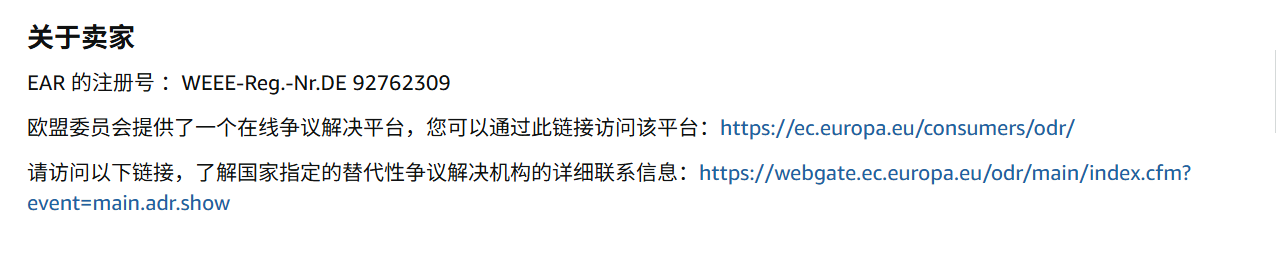 关于卖家
EAR 的注册号 ： WEEE-Reg.-Nr.DE 92762309
欧盟委员会提供了一个在线争议解决平台，您可以通过此链接访问该平台：https://ec.europa.eu/consumers/odr/
请访问以下链接，了解国家指定的替代性争议解决机构的详细联系信息：https://webgate.ec.europa.eu/odr/main/index.cfm?
event=main.adr.show